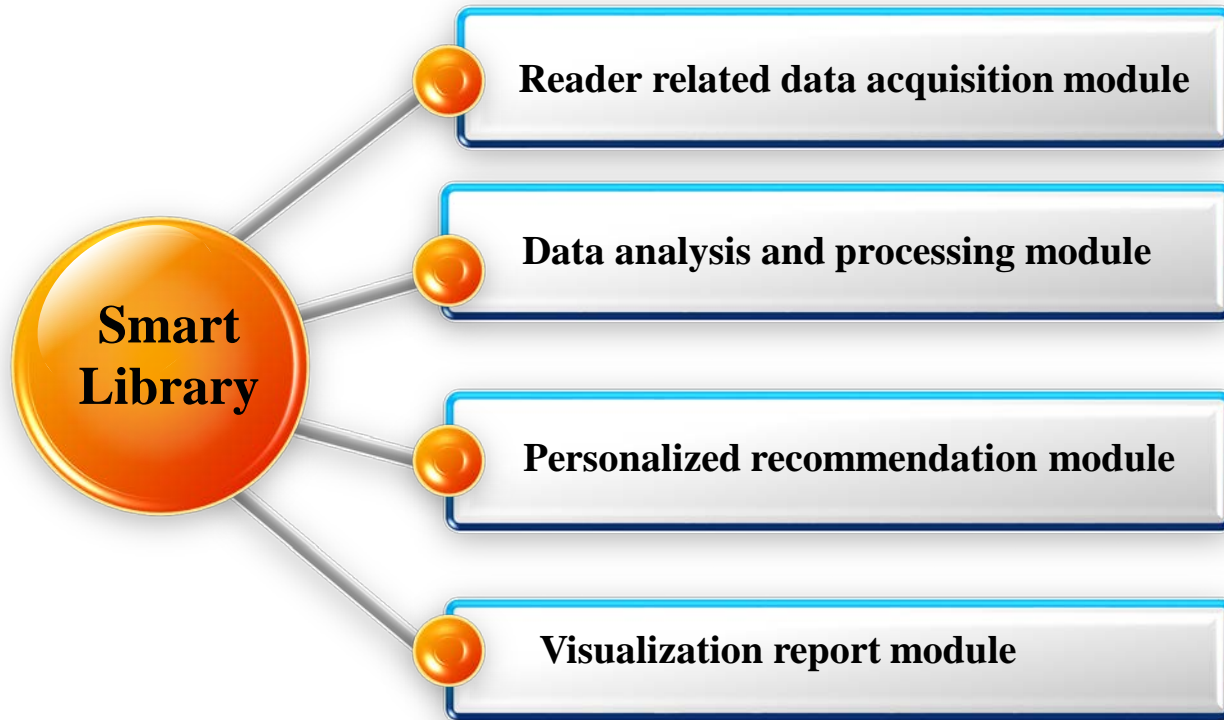 Reader related data acquisition module
Data analysis and processing module
Smart
Library
Personalized recommendation module
Visualization report module